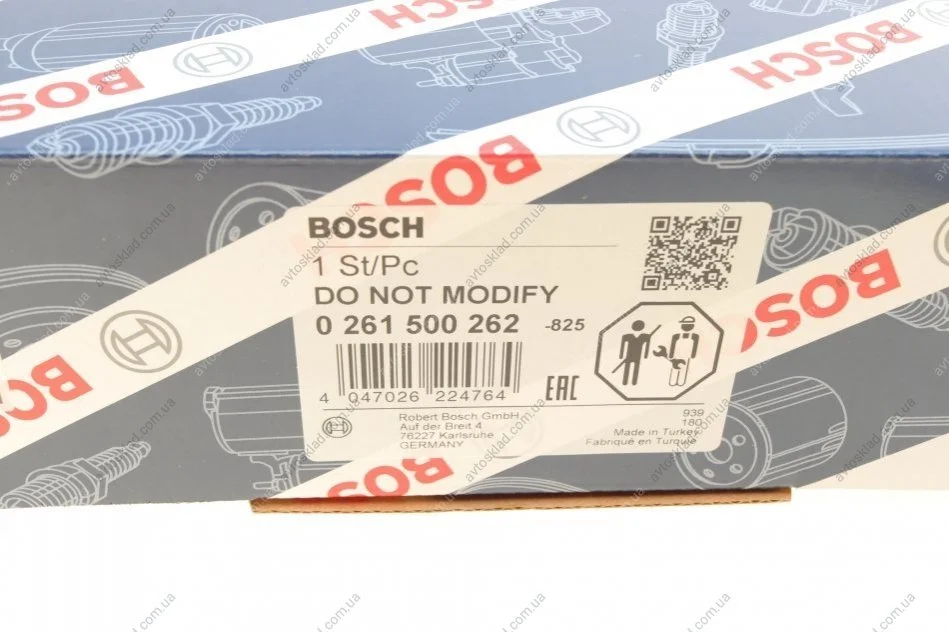 BOSCH
BOSCH
BOSCH
BOSCH
1 St/Pc
DO NOT MODIFY
0 261 500 262 -825
4 047026 224764
EAC
Robert Bosch GmbH
Auf der Breit 4
76227 Karlsruhe
GERMANY
939
180
Made in Turkey
Fabriqué en Turquie
BOSCH
BOSCH
BOSCH
avtosklad.com.ua